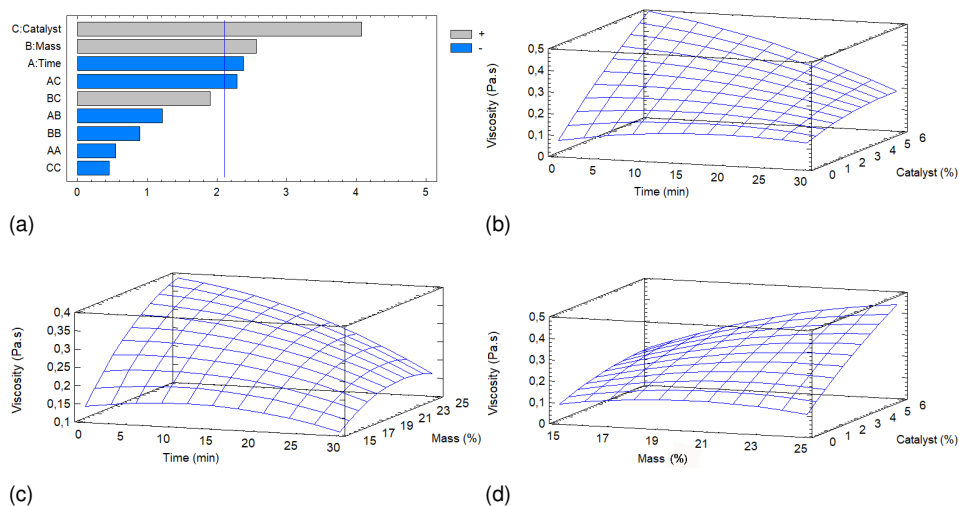 C:Catalyst
B:Mass
A:Time
AC
BC
AB
BB
AA
CC
0 1 2 3 4 5
+
-
(a)
Viscosity (Pa.s)
0,5
0,4
0,3
0,2
0,1
0
0 5 10 15 20 25 30
Time (min)
0 1 2 3 4 5 6
Catalyst (%)
(b)
Viscosity (Pa.s)
0,4
0,35
0,3
0,25
0,2
0,15
0,1
0 5 10 15 20 25 30
Time (min)
15 17 19 21 23 25
Mass (%)
(c)
Viscosity (Pa.s)
0,5
0,4
0,3
0,2
0,1
0
15 17 19 21 23 25
Mass (%)
0 1 2 3 4 5 6
Catalyst (%)
(d)